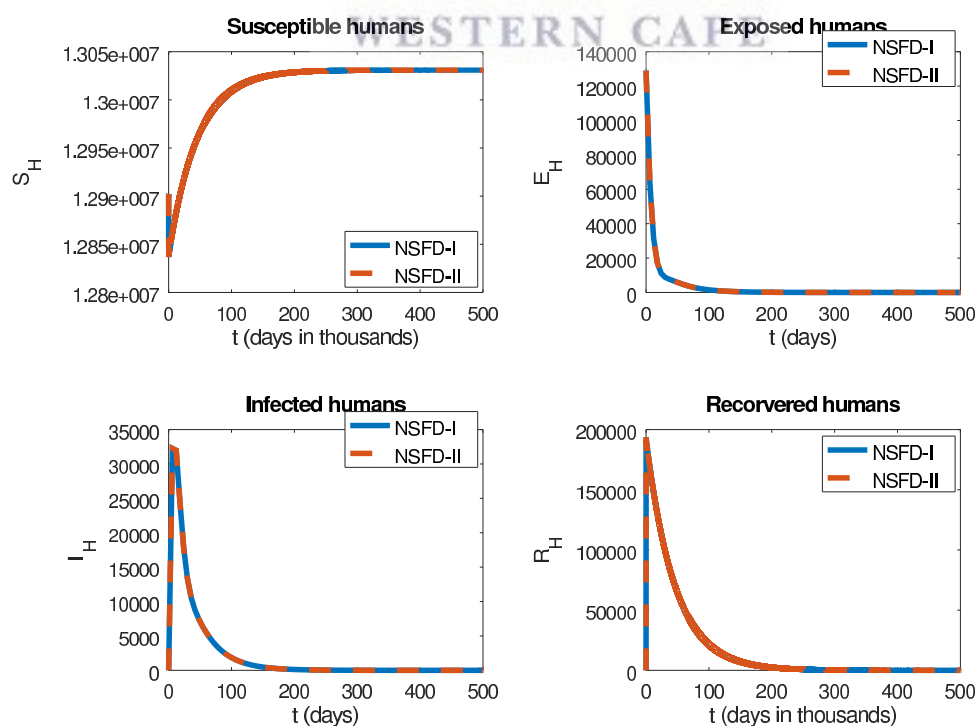 WESTERN CAPE
Susceptible humans
1.305e+007
1.3e+007
1.295e+007
1.29e+007
1.285e+007
1.28e+007
S_H
NSFD-I
NSFD-II
0 100 200 300 400 500
t (days in thousands)
Exposed humans
140000
120000
100000
80000
60000
40000
20000
0
E_H
NSFD-I
NSFD-II
0 100 200 300 400 500
t (days)
Infected humans
35000
30000
25000
20000
15000
10000
5000
0
I_H
NSFD-I
NSFD-II
0 100 200 300 400 500
t (days)
Recorvered humans
200000
150000
100000
50000
0
R_H
NSFD-I
NSFD-II
0 100 200 300 400 500
t (days in thousands)